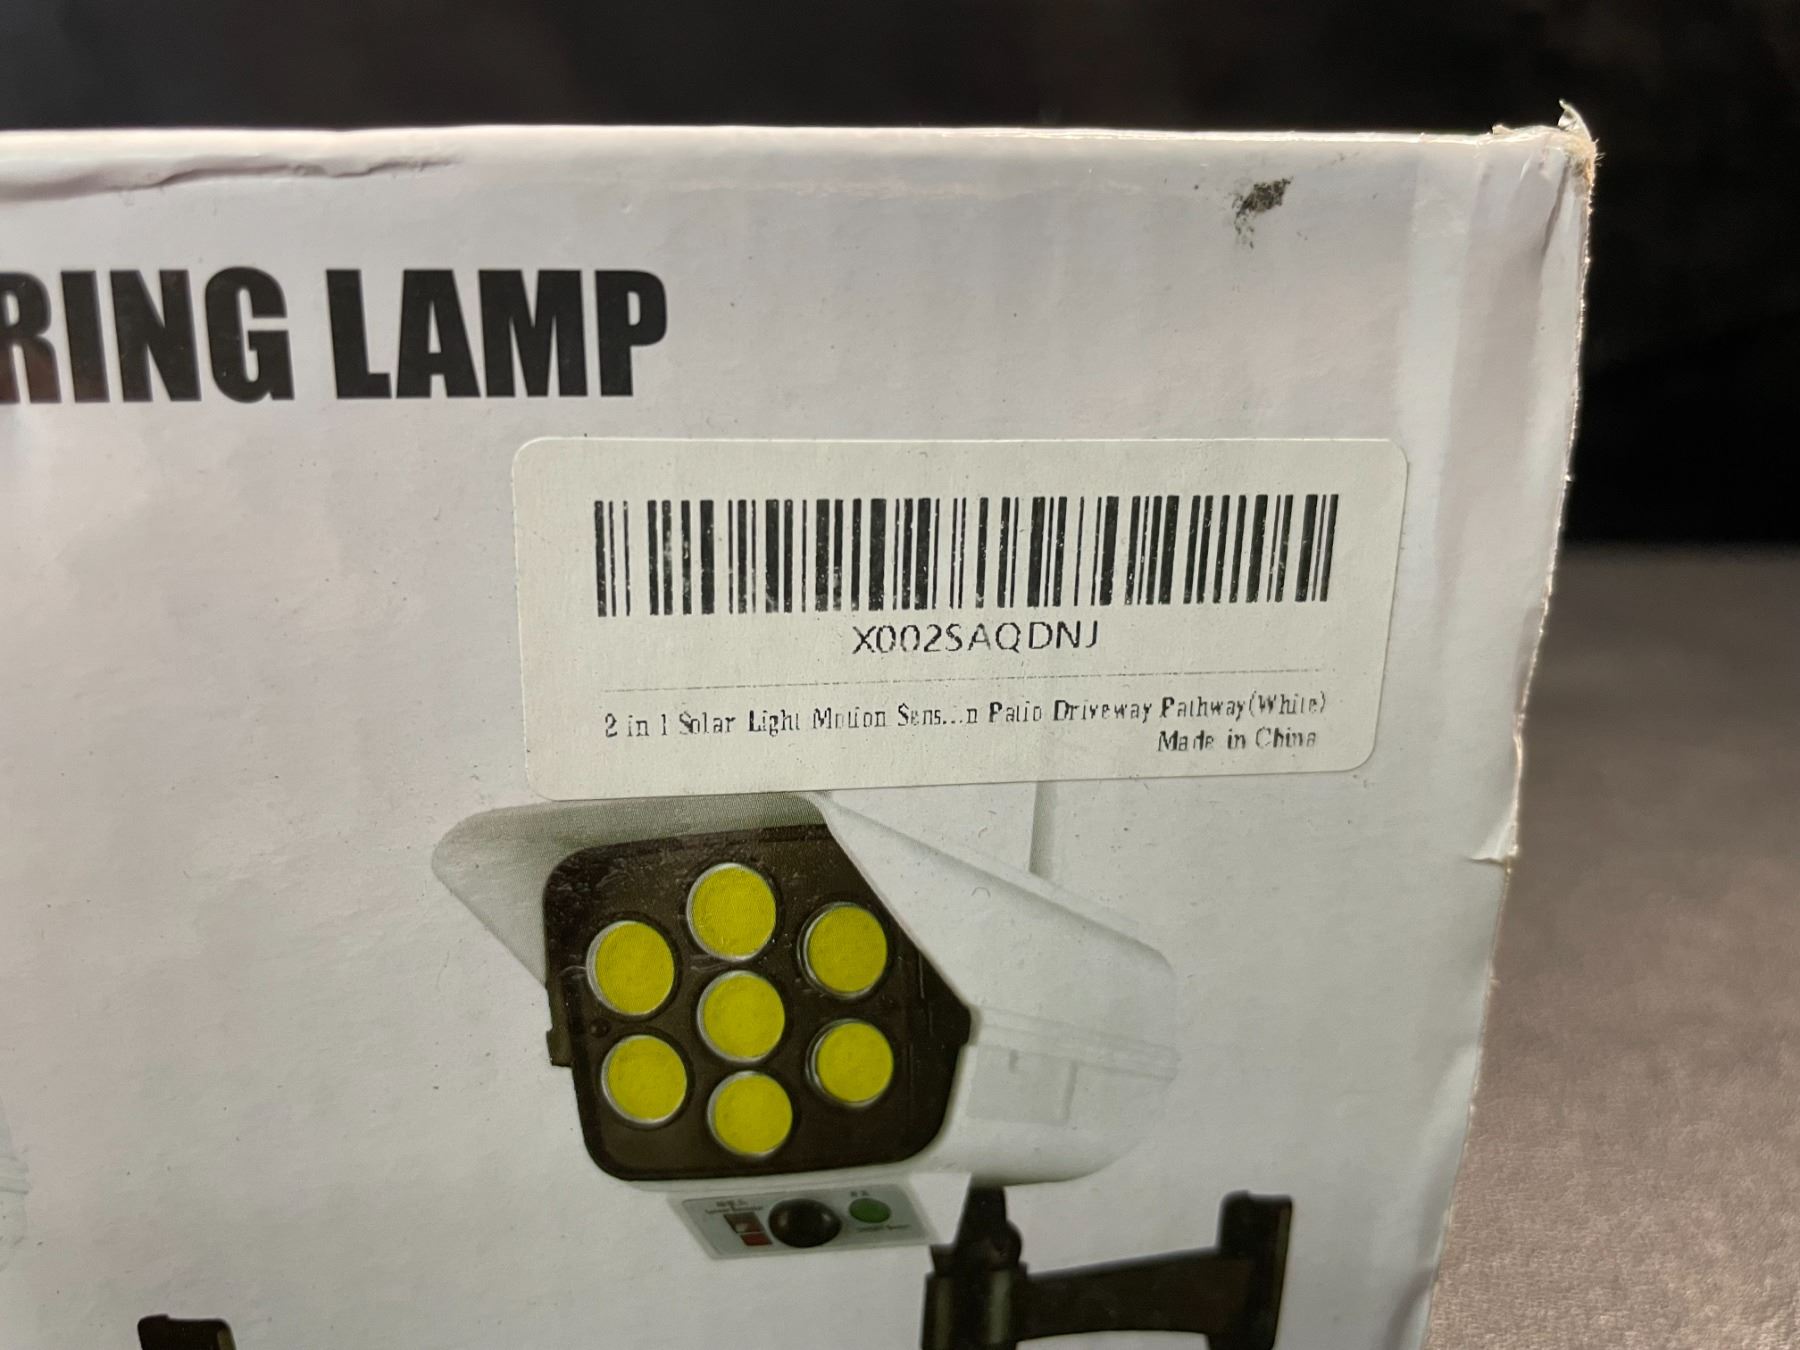 RING LAMP
X002SAQDNJ
2 in 1 Solar Light Motion Sens...n Patio Driveway Pathway(White)
Made in China